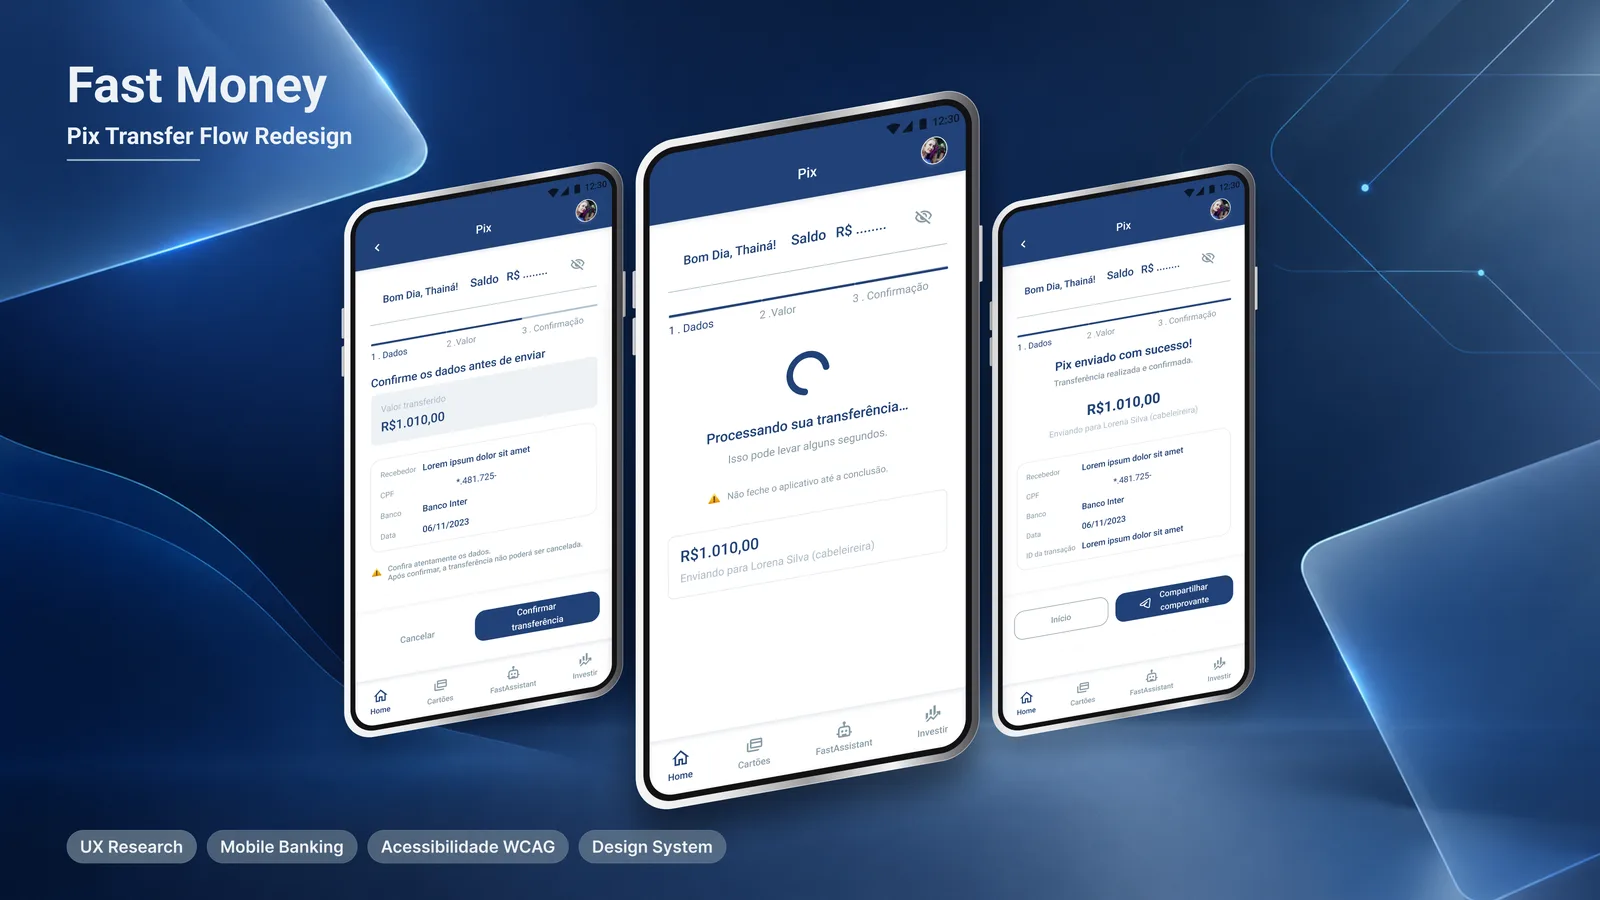 Fast Money
Pix Transfer Flow Redesign
12:30
Pix
Bom Dia, Thainá! Saldo R$ ........
1 . Dados
2 .Valor
3 . Confirmação
Confirme os dados antes de enviar
Valor transferido
R$1.010,00
Recebedor Lorem ipsum dolor sit amet
CPF *.481.725-
Banco Banco Inter
Data 06/11/2023
Confira atentamente os dados.
Após confirmar, a transferência não poderá ser cancelada.
Cancelar
Confirmar
transferência
Home
Cartões
FastAssistant
Investir
12:30
Pix
Bom Dia, Thainá! Saldo R$ ........
1 . Dados
2 .Valor
3 . Confirmação
Processando sua transferência...
Isso pode levar alguns segundos.
Não feche o aplicativo até a conclusão.
R$1.010,00
Enviando para Lorena Silva (cabeleireira)
Home
Cartões
FastAssistant
Investir
12:30
Pix
Bom Dia, Thainá! Saldo R$ ........
1 . Dados
2 .Valor
3 . Confirmação
Pix enviado com sucesso!
Transferência realizada e confirmada.
R$1.010,00
Enviando para Lorena Silva (cabeleireira)
Recebedor Lorem ipsum dolor sit amet
CPF *.481.725-
Banco Banco Inter
Data 06/11/2023
ID da transação Lorem ipsum dolor sit amet
Início
Compartilhar
comprovante
Home
Cartões
FastAssistant
Investir
UX Research
Mobile Banking
Acessibilidade WCAG
Design System